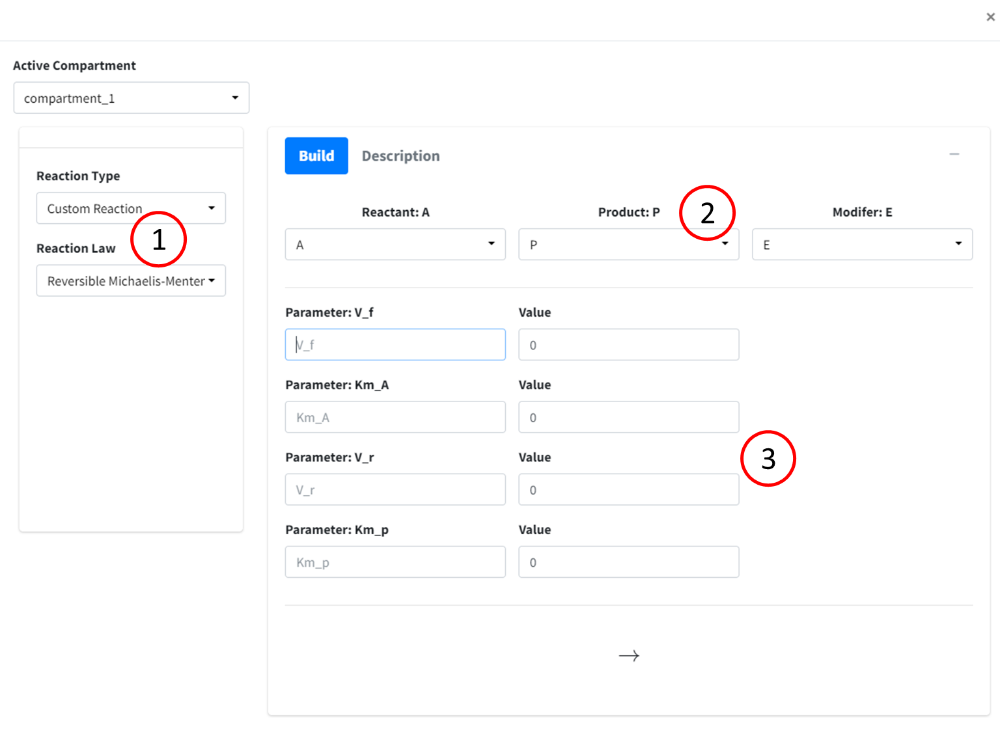 ×
Active Compartment
compartment_1
Build Description
Reaction Type
Custom Reaction
1
Reaction Law
Reversible Michaelis-Menter
Reactant: A Product: P 2 Modifer: E
A P E
Parameter: V_f Value
V_f 0
Parameter: Km_A Value
Km_A 0
3
Parameter: V_r Value
V_r 0
Parameter: Km_p Value
Km_p 0
→